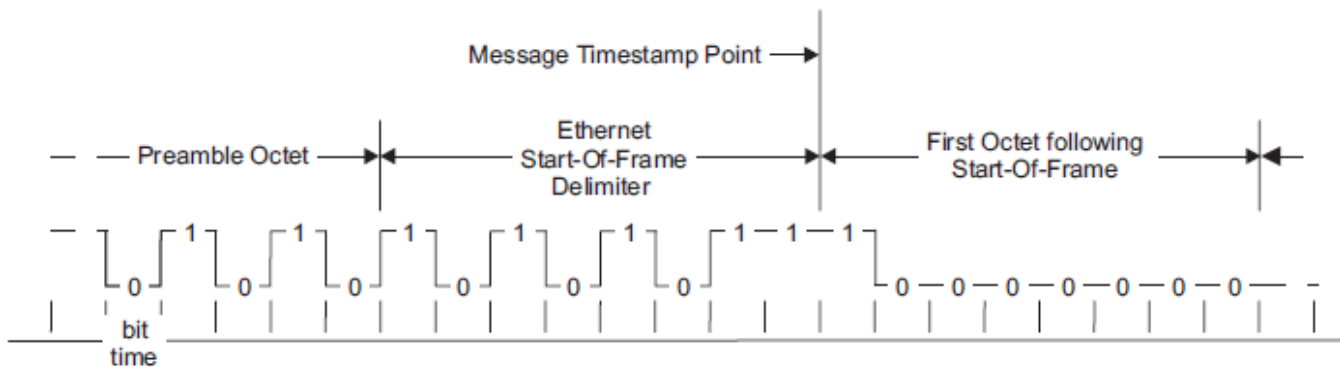 Message Timestamp Point
Preamble Octet
Ethernet
Start-Of-Frame
Delimiter
First Octet following
Start-Of-Frame
0 1 0 1 0 1 0 1 0 1 0 1 1 1 0 0 0 0 0 0 0
bit
time